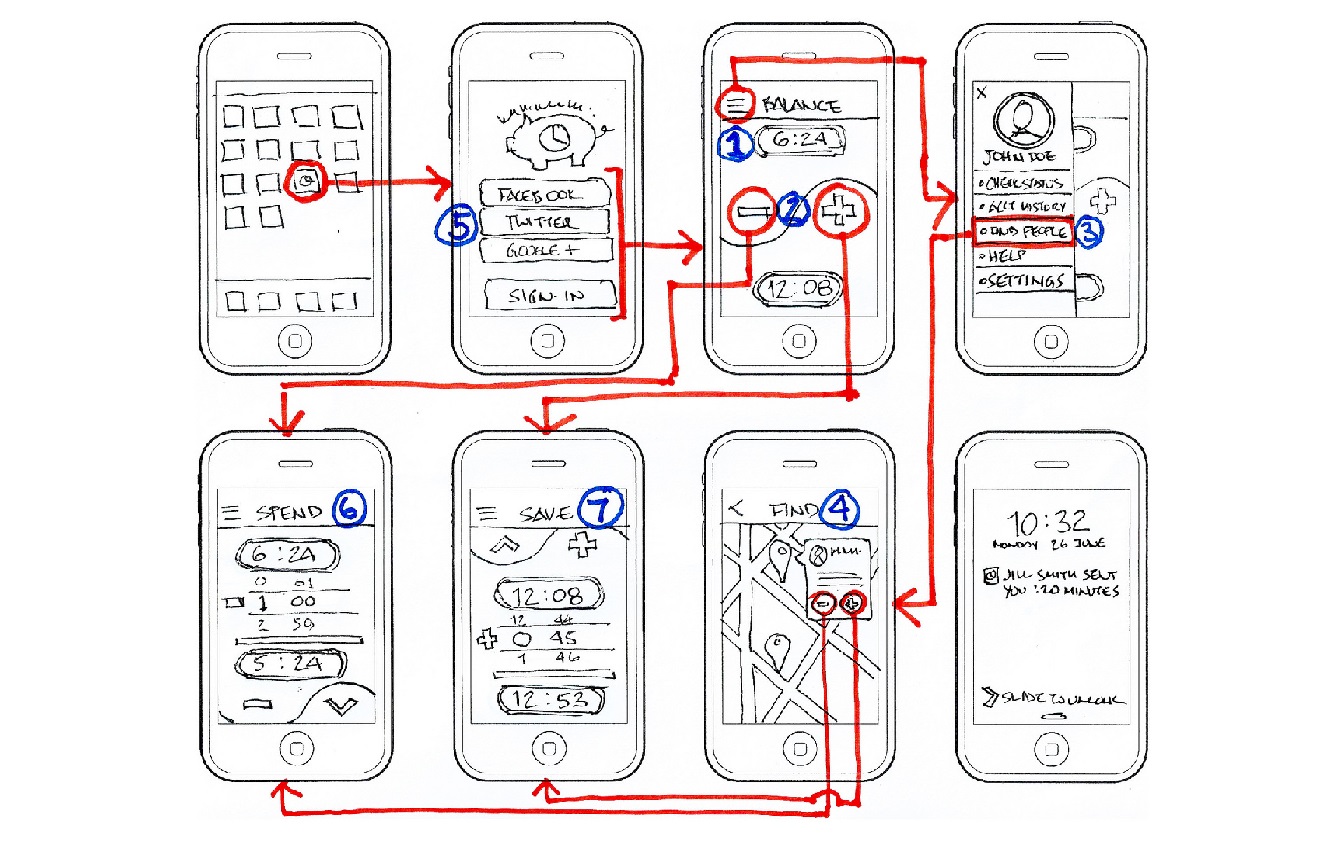 FACEBOOK
TWITTER
GOOGLE +
SIGN-IN
5
BALANCE
1
6:24
2
12:08
X
JOHN DOE
CHECK STATUS
HISTORY
FIND PEOPLE
3
HELP
SETTINGS
SPEND
6
6:24
0 01
1 00
2 59
5:24
SAVE
7
12:08
12 44
0 45
1 46
12:53
FIND
4
10:32
MONDAY 26 JUNE
JILL SMITH SENT
YOU :20 MINUTES
SLIDE TO UNLOCK